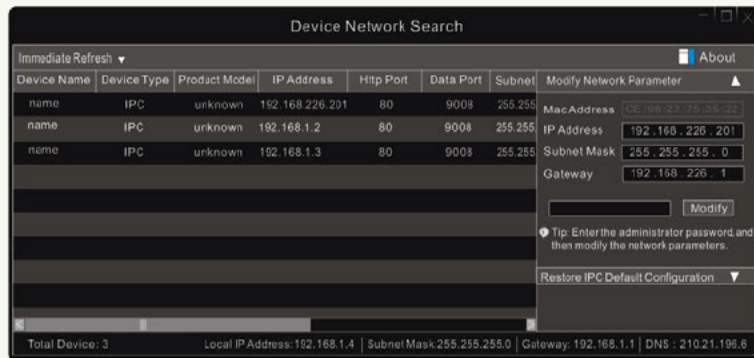 Device Network Search
Immediate Refresh ▼ About
Device Name Device Type Product Model IP Address Http Port Data Port Subnet Modify Network Parameter ▲
name IPC unknown 192.168.226.201 80 9008 255.255
name IPC unknown 192.168.1.2 80 9008 255.255
name IPC unknown 192.168.1.3 80 9008 255.255
MacAddress
IP Address 192 . 168 . 226 . 201
Subnet Mask 255 . 255 . 255 . 0
Gateway 192 . 168 . 226 . 1
Modify
Tip: Enter the administrator password, and
then modify the network parameters.
Restore IPC Default Configuration ▼
Total Device: 3 Local IP Address:192.168.1.4 | Subnet Mask:255.255.255.0 | Gateway: 192.168.1.1 | DNS : 210.21.196.6